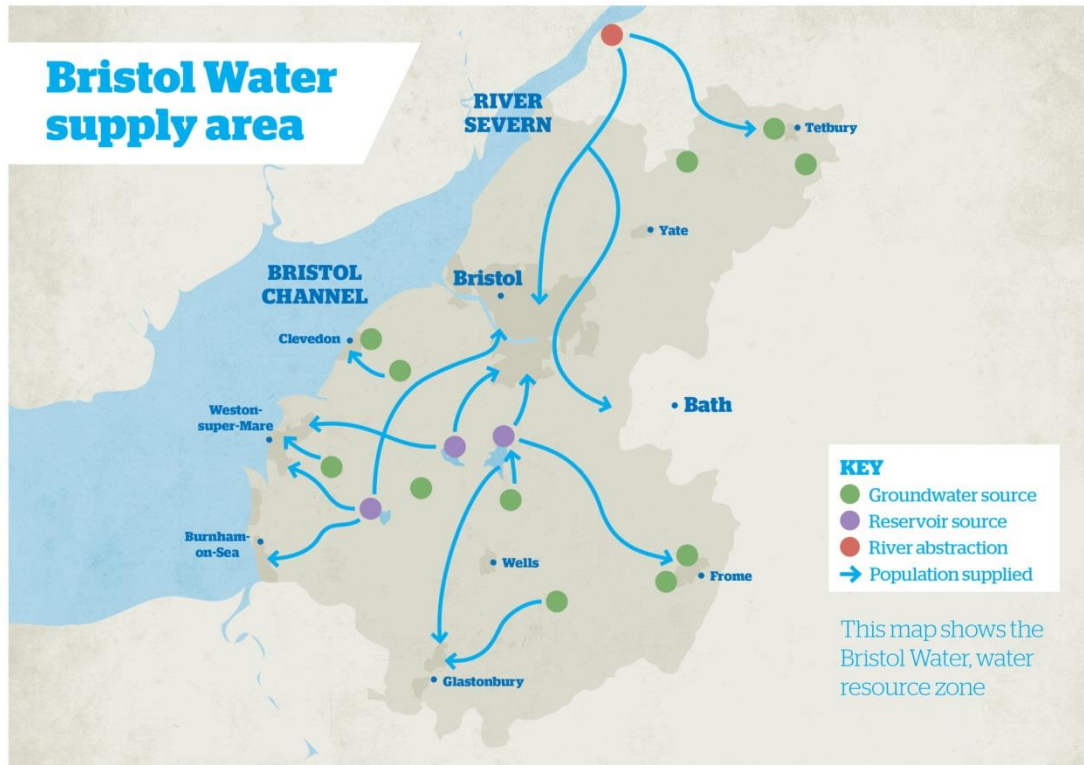 Bristol Water
supply area
RIVER
SEVERN
Tetbury
Yate
BRISTOL
CHANNEL
Bristol
Clevedon
Weston-
super-Mare
Bath
Burnham-
on-Sea
Wells
Frome
Glastonbury
KEY
Groundwater source
Reservoir source
River abstraction
Population supplied
This map shows the
Bristol Water, water
resource zone